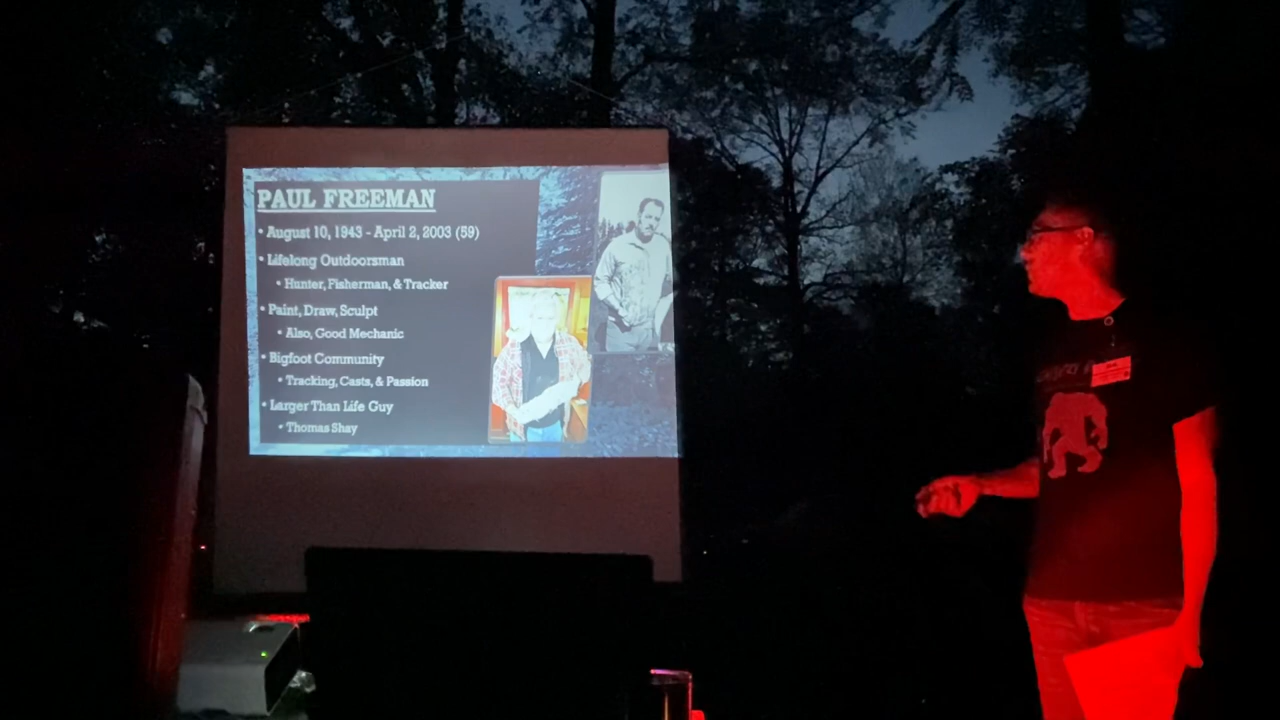 PAUL FREEMAN
• August 10, 1943 - April 2, 2003 (59)
• Lifelong Outdoorsman
• Hunter, Fisherman, & Tracker
• Paint, Draw, Sculpt
• Also, Good Mechanic
• Bigfoot Community
• Tracking, Casts, & Passion
• Larger Than Life Guy
• Thomas Shay